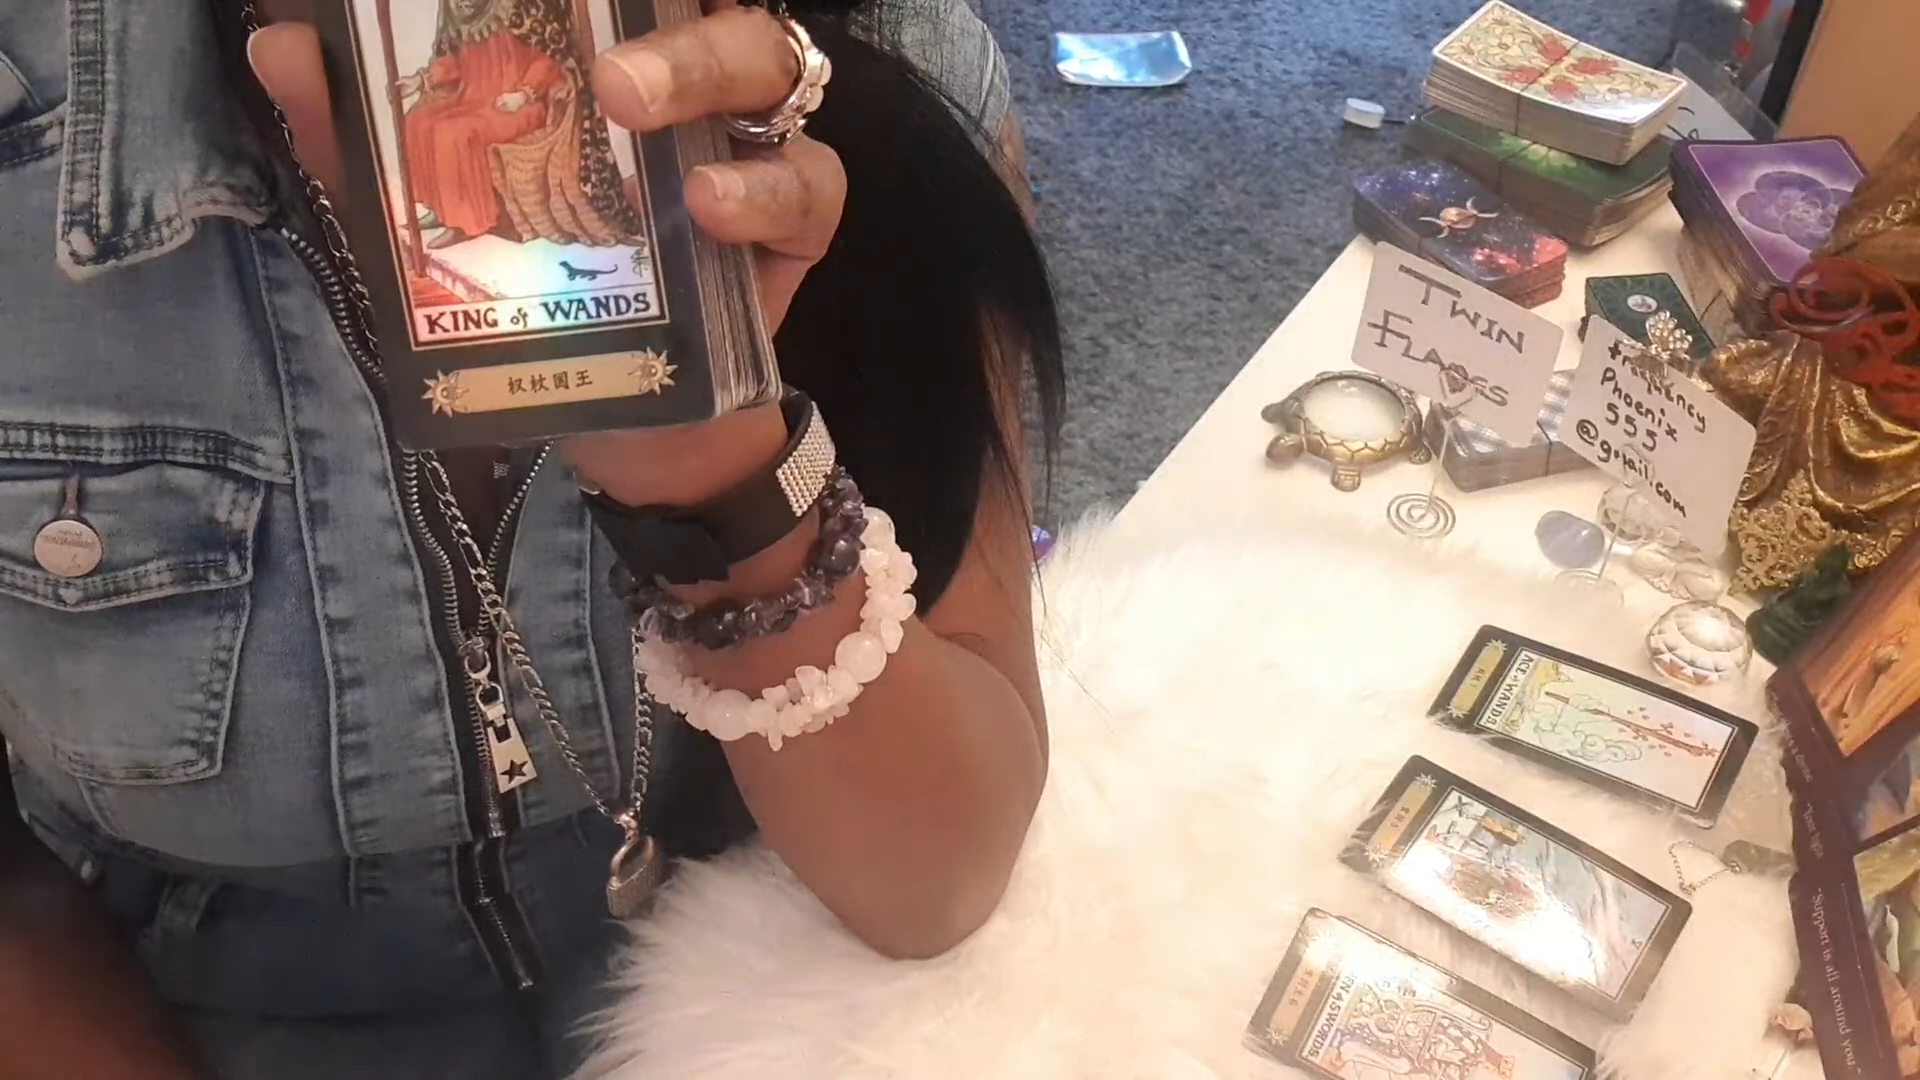 KING of WANDS
权杖国王
TWIN
FLAMES
frequency
Phoenix
555
@gmail.com
ACE of WANDS.
V
EEN of SWORDS.
"Support is all around you.